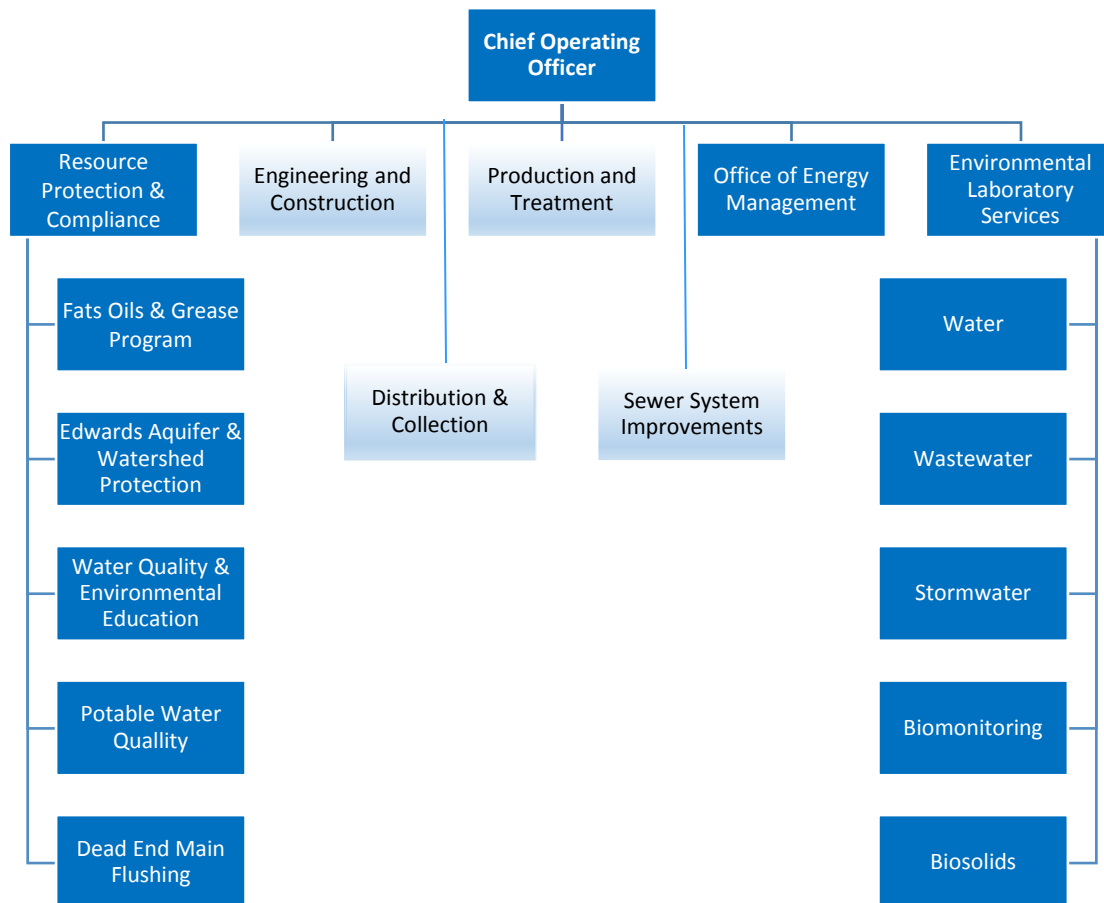 Chief Operating
Officer
Resource
Protection &
Compliance
Engineering and
Construction
Production and
Treatment
Office of Energy
Management
Environmental
Laboratory
Services
Fats Oils & Grease
Program
Edwards Aquifer &
Watershed
Protection
Water Quality &
Environmental
Education
Potable Water
Quallity
Dead End Main
Flushing
Distribution &
Collection
Sewer System
Improvements
Water
Wastewater
Stormwater
Biomonitoring
Biosolids